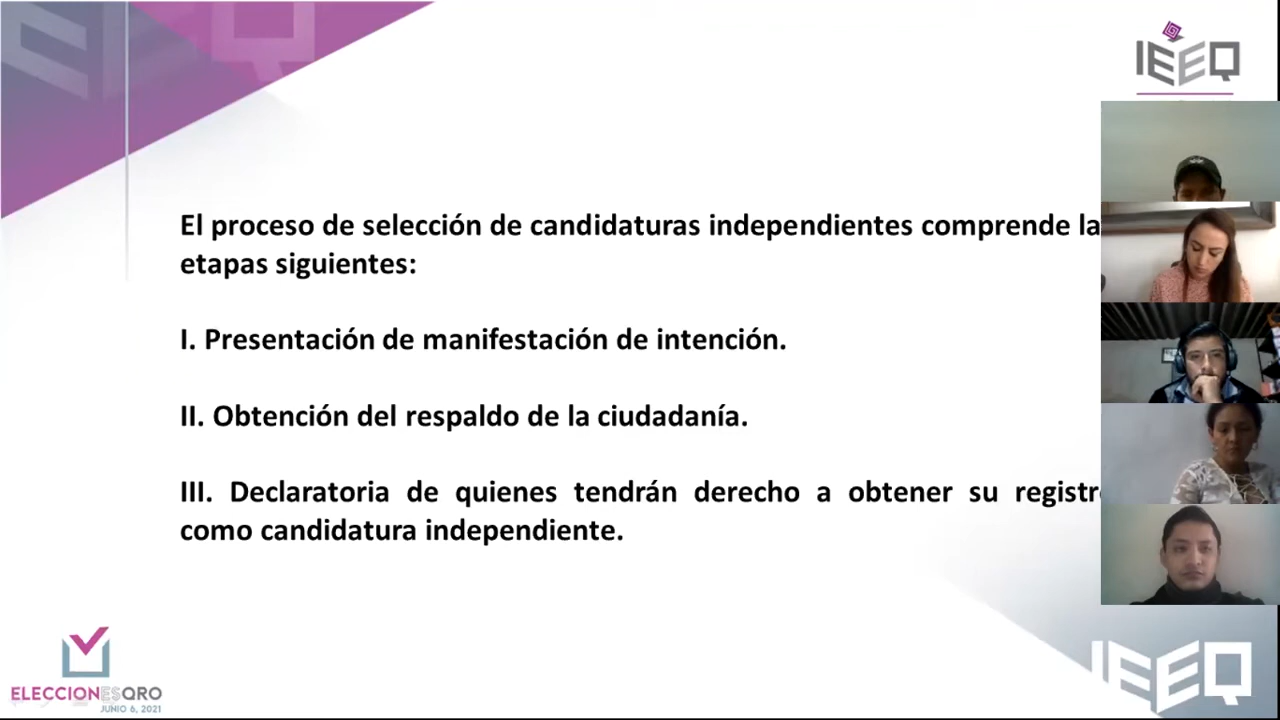 IEEQ
El proceso de selección de candidaturas independientes comprende la
etapas siguientes:
I. Presentación de manifestación de intención.
II. Obtención del respaldo de la ciudadanía.
III. Declaratoria de quienes tendrán derecho a obtener su registr
como candidatura independiente.
ELECCIONESQRO
JUNIO 6, 2021
IEEQ